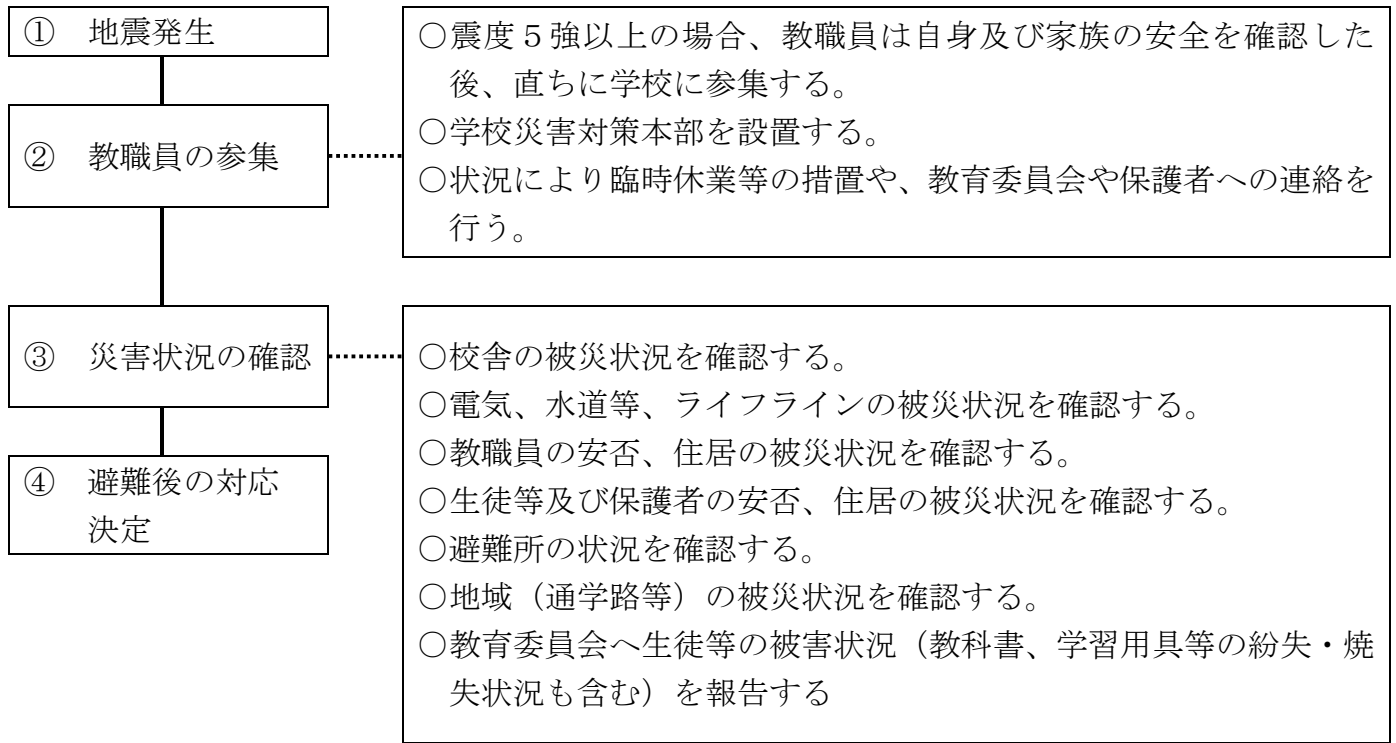 ① 地震発生
○震度５強以上の場合、教職員は自身及び家族の安全を確認した
後、直ちに学校に参集する。
○学校災害対策本部を設置する。
○状況により臨時休業等の措置や、教育委員会や保護者への連絡を
行う。
② 教職員の参集
③ 災害状況の確認
○校舎の被災状況を確認する。
○電気、水道等、ライフラインの被災状況を確認する。
○教職員の安否、住居の被災状況を確認する。
○生徒等及び保護者の安否、住居の被災状況を確認する。
○避難所の状況を確認する。
○地域（通学路等）の被災状況を確認する。
○教育委員会へ生徒等の被害状況（教科書、学習用具等の紛失・焼
失状況も含む）を報告する
④ 避難後の対応
決定